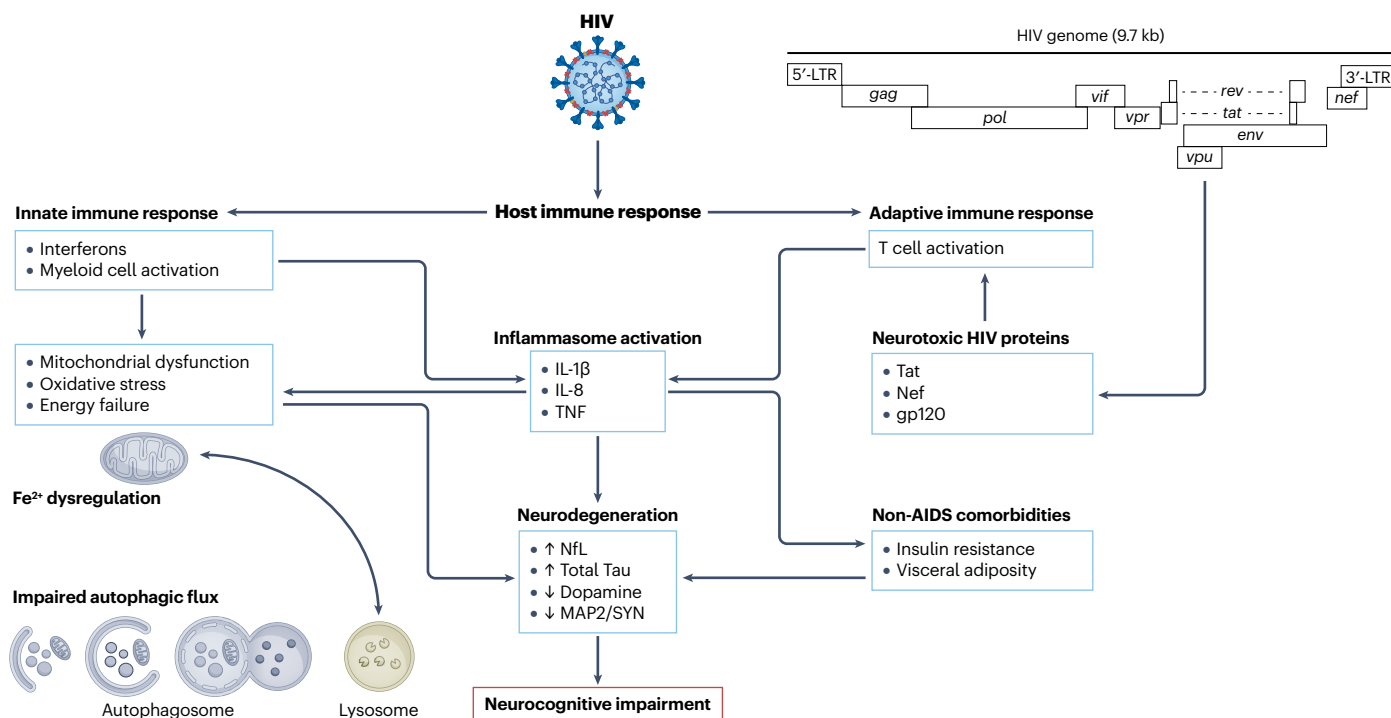 HIV
HIV genome (9.7 kb)
5′-LTR
3′-LTR
gag
vif
rev
nef
pol
vpr
tat
env
vpu
Innate immune response
Host immune response
Adaptive immune response
• Interferons
• Myeloid cell activation
T cell activation
Inflammasome activation
Neurotoxic HIV proteins
• Mitochondrial dysfunction
• Oxidative stress
• Energy failure
• IL-1β
• IL-8
• TNF
• Tat
• Nef
• gp120
Fe²⁺ dysregulation
Neurodegeneration
Non-AIDS comorbidities
• ↑ NfL
• ↑ Total Tau
• ↓ Dopamine
• ↓ MAP2/SYN
• Insulin resistance
• Visceral adiposity
Impaired autophagic flux
Autophagosome
Lysosome
Neurocognitive impairment